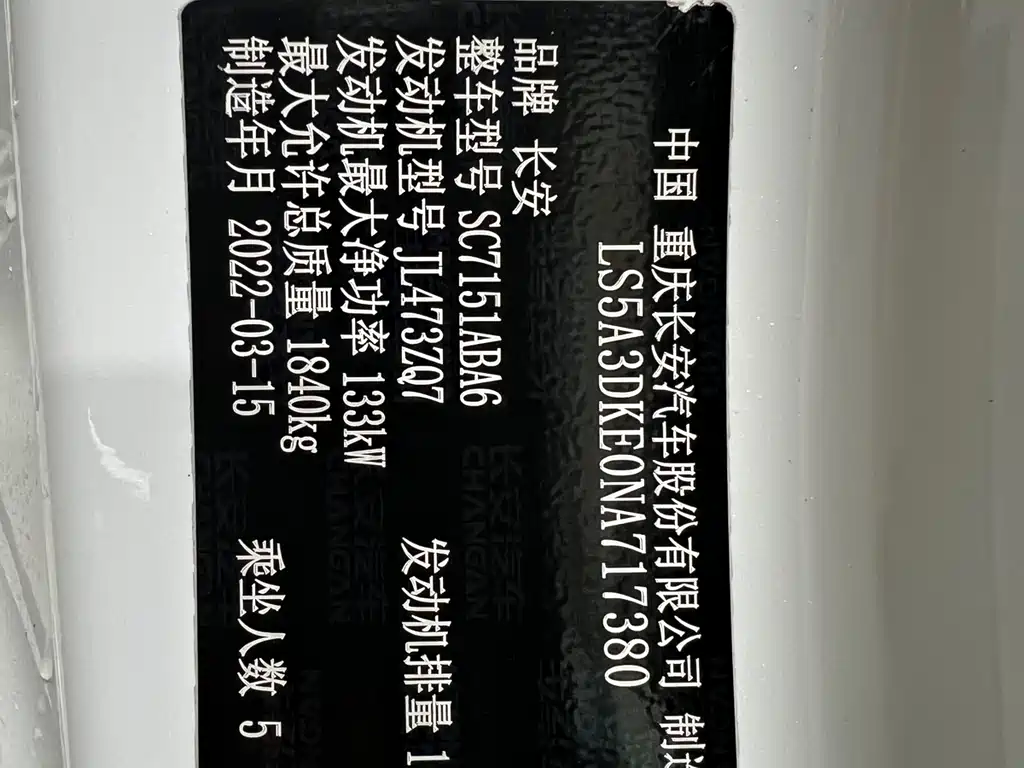 中国 重庆长安汽车股份有限公司 制造
LS5A3DKE0NA717380
品牌 长安
整车型号 SC7151ABA6
发动机型号 JL473ZQ7 发动机排量 1
发动机最大净功率 133kW
最大允许总质量 1840kg
制造年月 2022-03-15 乘坐人数 5